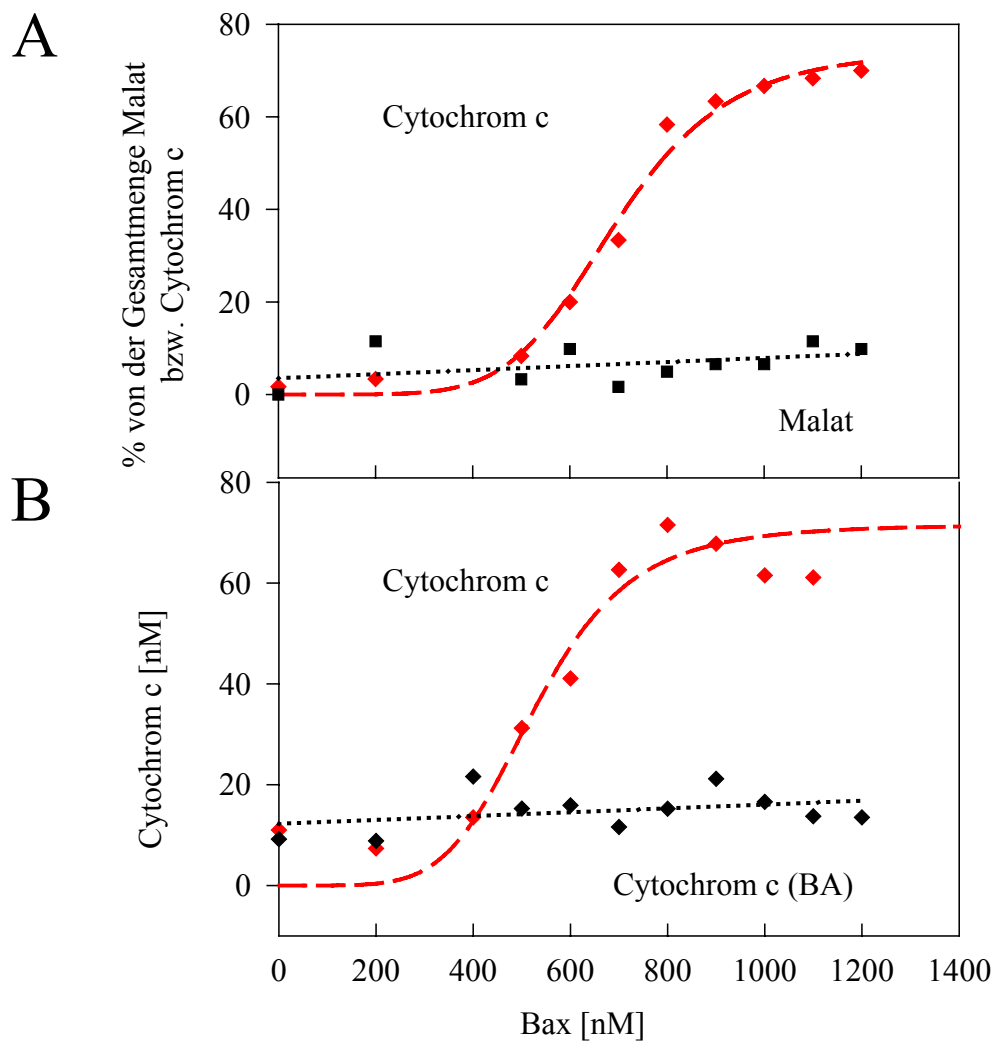 A
80
60
40
20
0
% von der Gesamtmenge Malat
bzw. Cytochrom c
Cytochrom c
Malat
B
80
60
40
20
0
Cytochrom c [nM]
Cytochrom c
Cytochrom c (BA)
0 200 400 600 800 1000 1200 1400
Bax [nM]